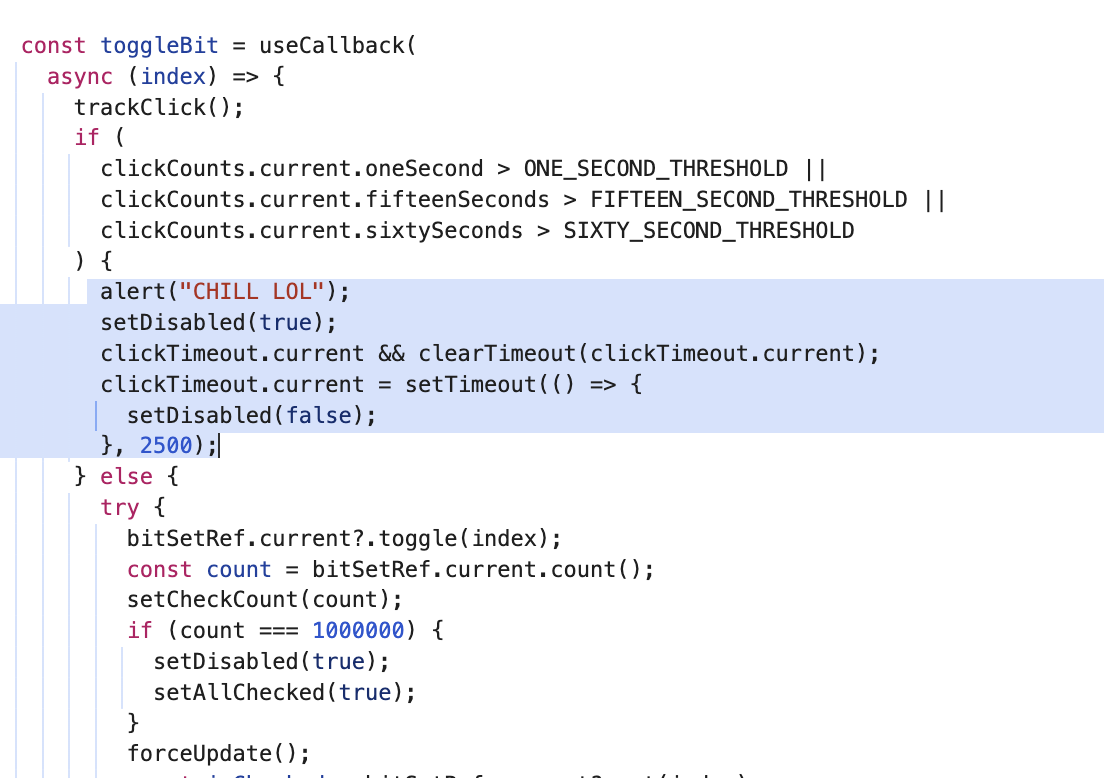 const toggleBit = useCallback(
async (index) => {
trackClick();
if (
clickCounts.current.oneSecond > ONE_SECOND_THRESHOLD ||
clickCounts.current.fifteenSeconds > FIFTEEN_SECOND_THRESHOLD ||
clickCounts.current.sixtySeconds > SIXTY_SECOND_THRESHOLD
) {
alert("CHILL LOL");
setDisabled(true);
clickTimeout.current && clearTimeout(clickTimeout.current);
clickTimeout.current = setTimeout(() => {
setDisabled(false);
}, 2500);
} else {
try {
bitSetRef.current?.toggle(index);
const count = bitSetRef.current.count();
setCheckCount(count);
if (count === 1000000) {
setDisabled(true);
setAllChecked(true);
}
forceUpdate();